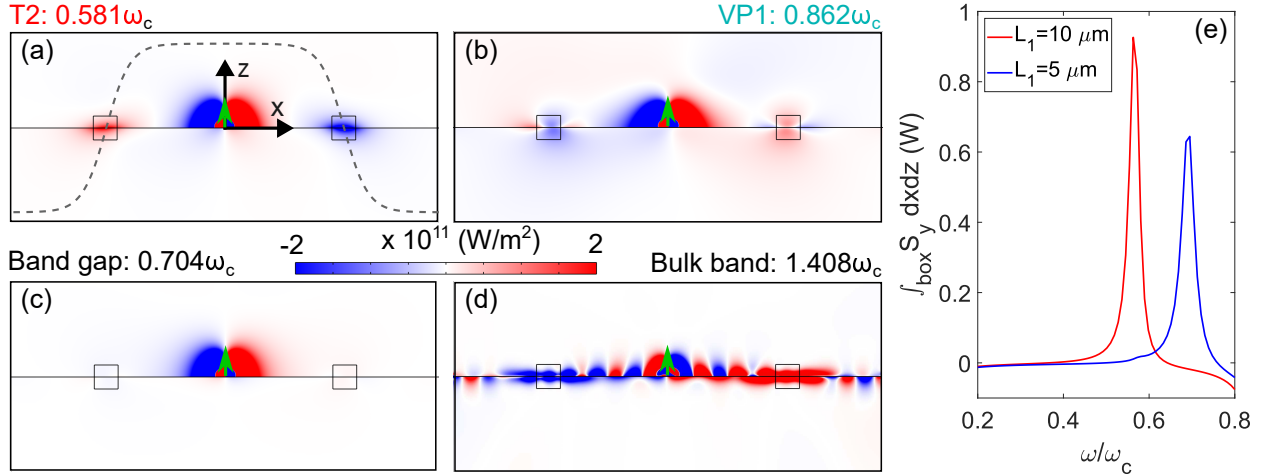 T2: 0.581ω_c
VP1: 0.862ω_c
(a)
z
x
(b)
Band gap: 0.704ω_c
-2
x 10¹¹ (W/m²)
2
Bulk band: 1.408ω_c
(c)
(d)
(e)
L₁=10 μm
L₁=5 μm
1
0.8
0.6
0.4
0.2
0
∫_box S_y dxdz (W)
0.2
0.4
0.6
0.8
ω/ω_c